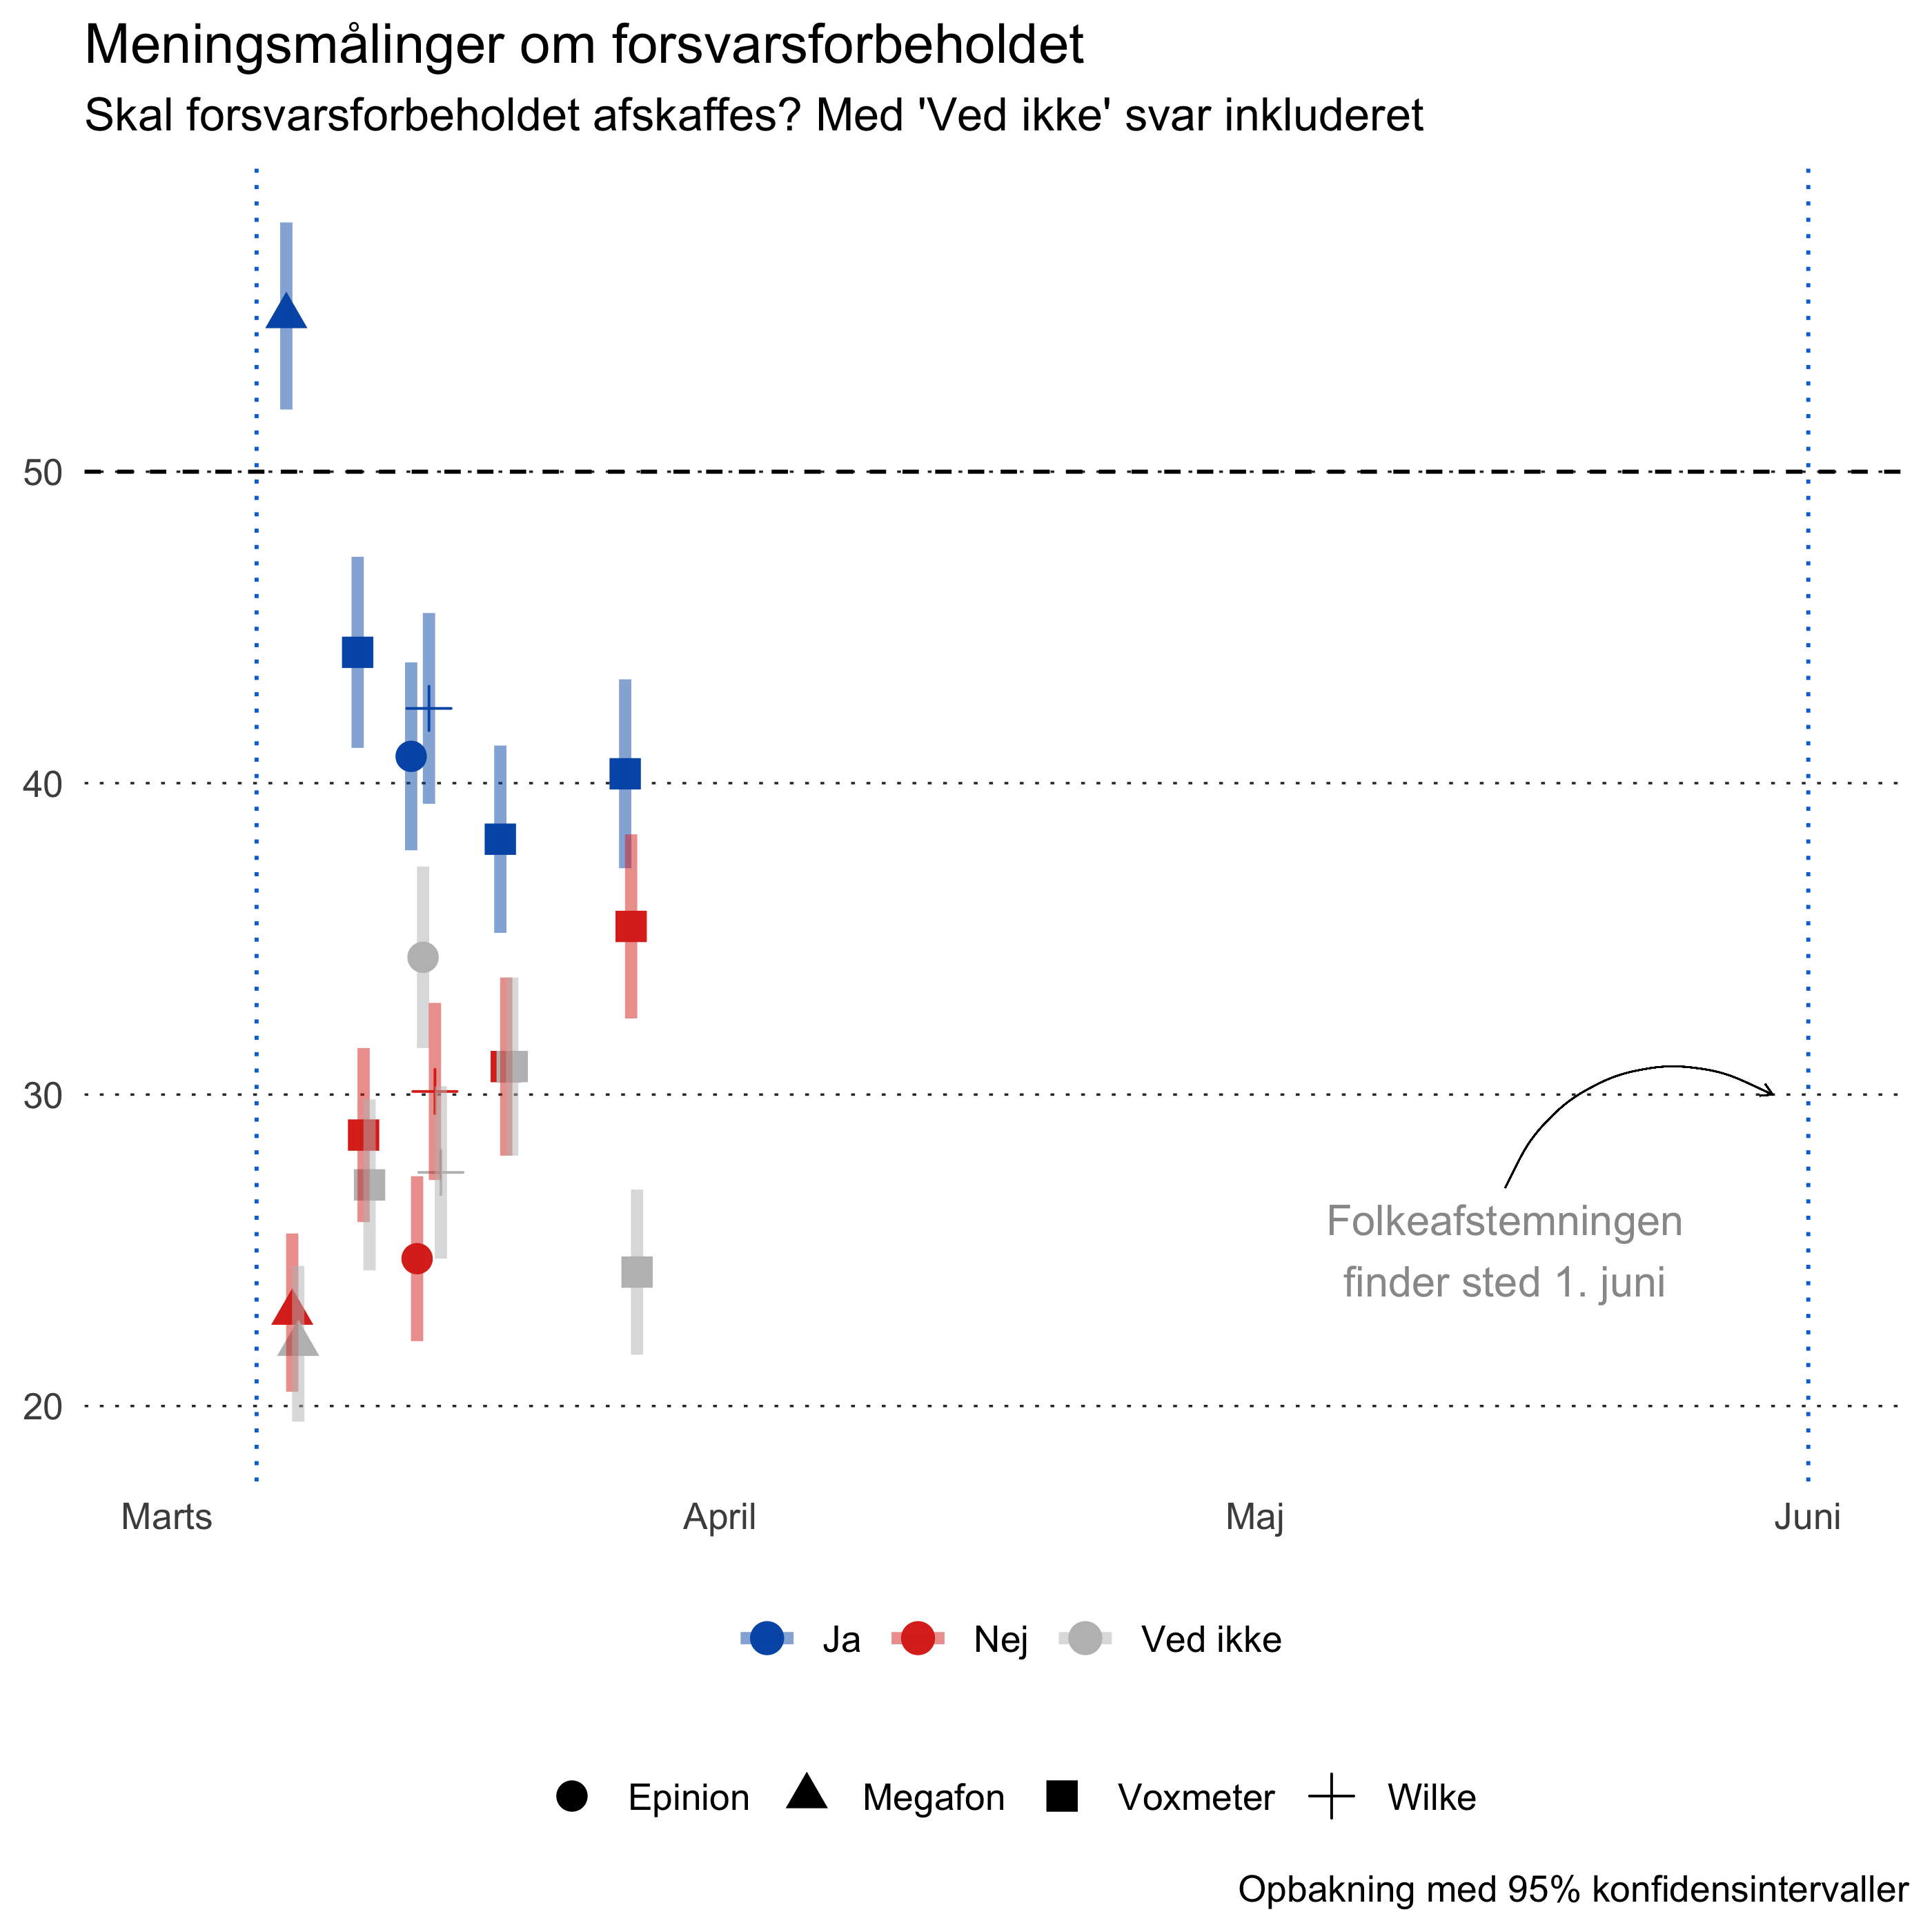 Meningsmålinger om forsvarsforbeholdet
Skal forsvarsforbeholdet afskaffes? Med 'Ved ikke' svar inkluderet
50
40
30
20
Folkeafstemningen
finder sted 1. juni
Marts April Maj Juni
Ja Nej Ved ikke
Epinion Megafon Voxmeter Wilke
Opbakning med 95% konfidensintervaller